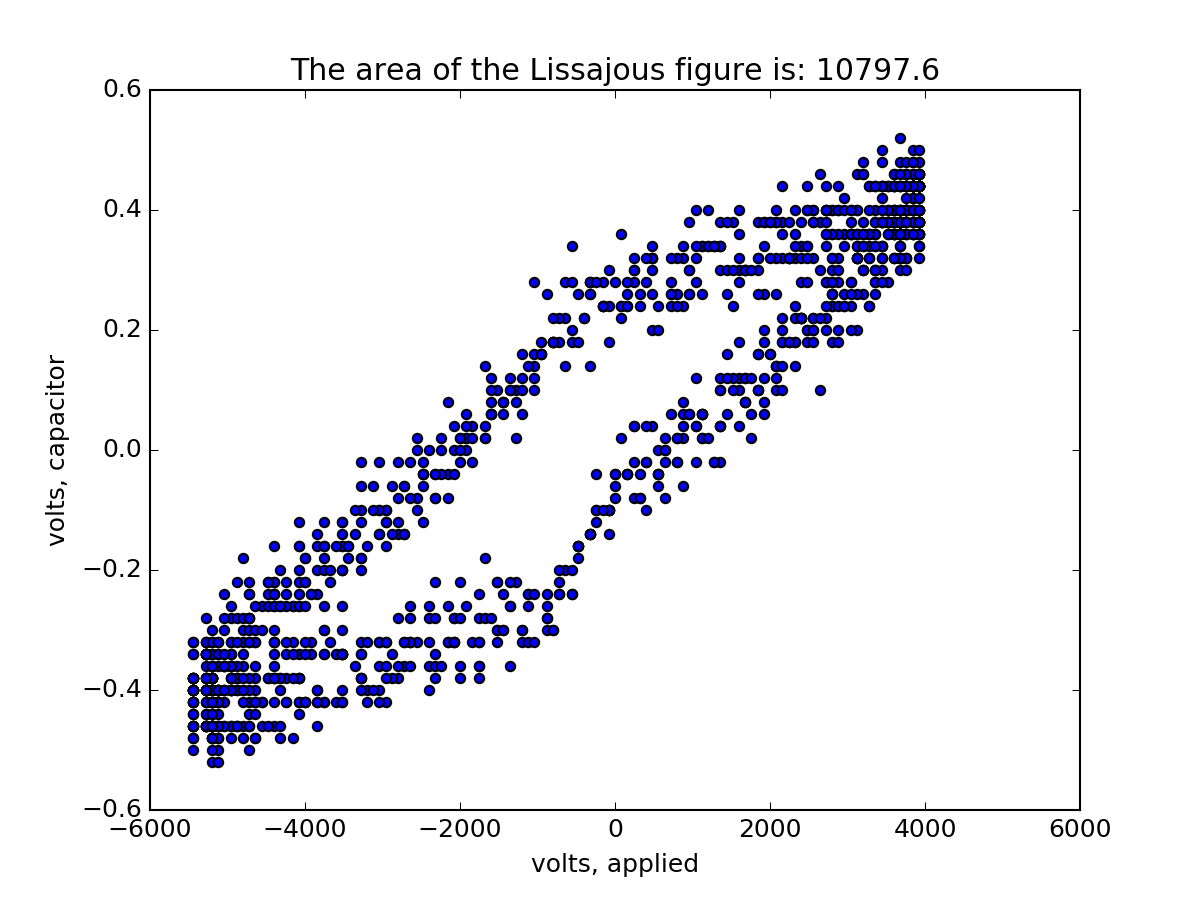 The area of the Lissajous figure is: 10797.6
0.6
0.4
0.2
0.0
−0.2
−0.4
−0.6
volts, capacitor
−6000 −4000 −2000 0 2000 4000 6000
volts, applied